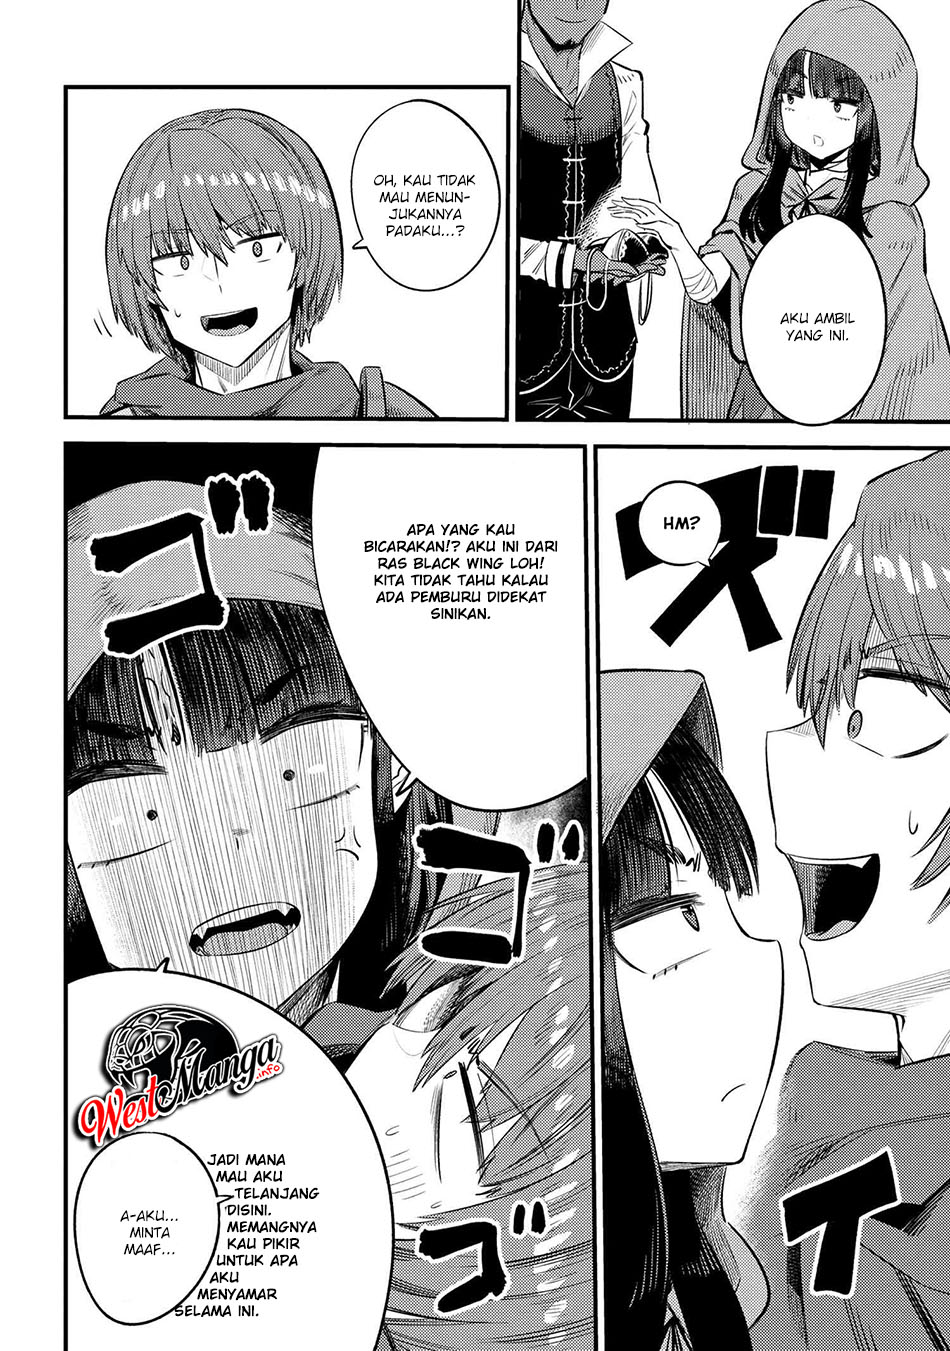 AKU AMBIL
YANG INI.
OH, KAU TIDAK
MAU MENUN-
JUKANNYA
PADAKU...?
HM?
ズイ
APA YANG KAU
BICARAKAN!? AKU INI DARI
RAS BLACK WING LOH!
KITA TIDAK TAHU KALAU
ADA PEMBURU DIDEKAT
SINIKAN.
ゴ"
ゴ
ゴ
JADI MANA
MAU AKU
TELANJANG
DISINI.
MEMANGNYA
KAU PIKIR
UNTUK APA
AKU
MENYAMAR
SELAMA INI.
A-AKU...
MINTA
MAAF...
WESTMANGA
.info